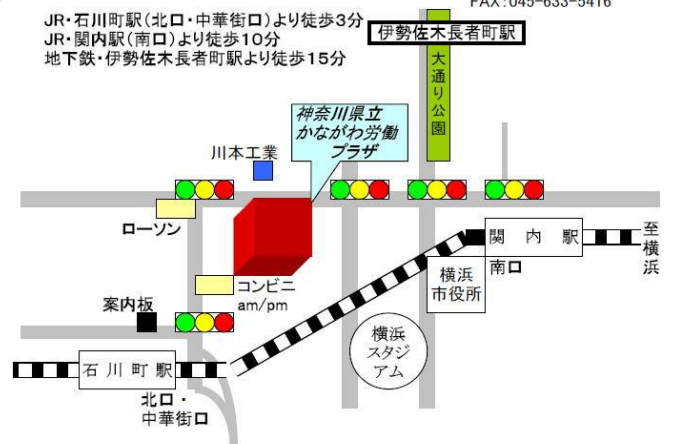 FAX:045-633-5416
JR・石川町駅(北口・中華街口)より徒歩3分
JR・関内駅(南口)より徒歩10分
地下鉄・伊勢佐木長者町駅より徒歩15分
伊勢佐木長者町駅
大通り公園
神奈川県立
かながわ労働
プラザ
川本工業
ローソン
関内駅
至横浜
南口
横浜
市役所
コンビニ
am/pm
案内板
横浜
スタジ
アム
石川町駅
北口・
中華街口